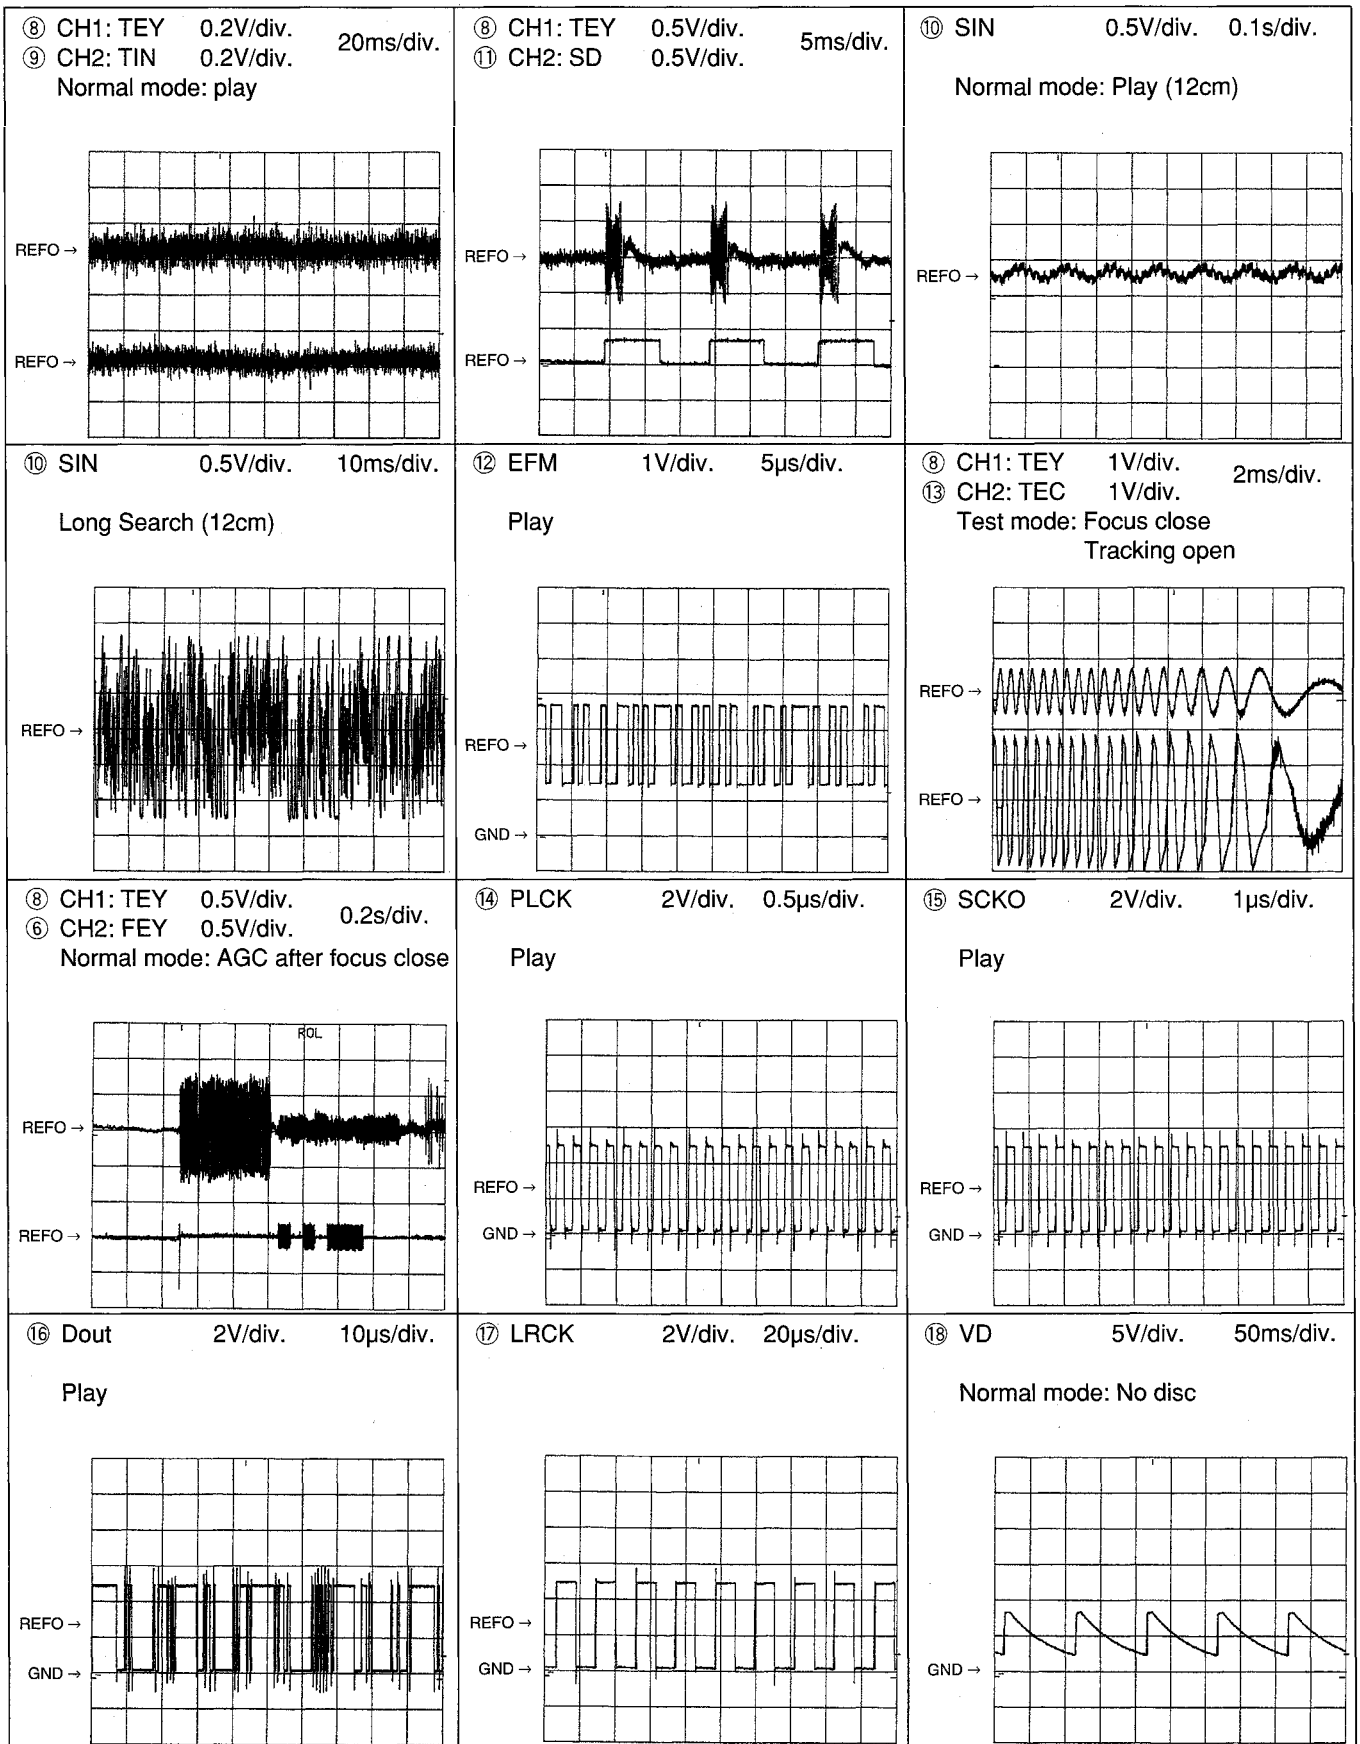 ⑧ CH1: TEY 0.2V/div. 20ms/div.
⑨ CH2: TIN 0.2V/div.
Normal mode: play
REFO →
REFO →
⑧ CH1: TEY 0.5V/div. 5ms/div.
⑪ CH2: SD 0.5V/div.
REFO →
REFO →
⑩ SIN 0.5V/div. 0.1s/div.
Normal mode: Play (12cm)
REFO →
⑩ SIN 0.5V/div. 10ms/div.
Long Search (12cm)
REFO →
⑫ EFM 1V/div. 5µs/div.
Play
REFO →
GND →
⑧ CH1: TEY 1V/div. 2ms/div.
⑬ CH2: TEC 1V/div.
Test mode: Focus close
Tracking open
REFO →
REFO →
⑧ CH1: TEY 0.5V/div. 0.2s/div.
⑥ CH2: FEY 0.5V/div.
Normal mode: AGC after focus close
ROL
REFO →
REFO →
⑭ PLCK 2V/div. 0.5µs/div.
Play
REFO →
GND →
⑮ SCKO 2V/div. 1µs/div.
Play
REFO →
GND →
⑯ Dout 2V/div. 10µs/div.
Play
REFO →
GND →
⑰ LRCK 2V/div. 20µs/div.
REFO →
GND →
⑱ VD 5V/div. 50ms/div.
Normal mode: No disc
GND →